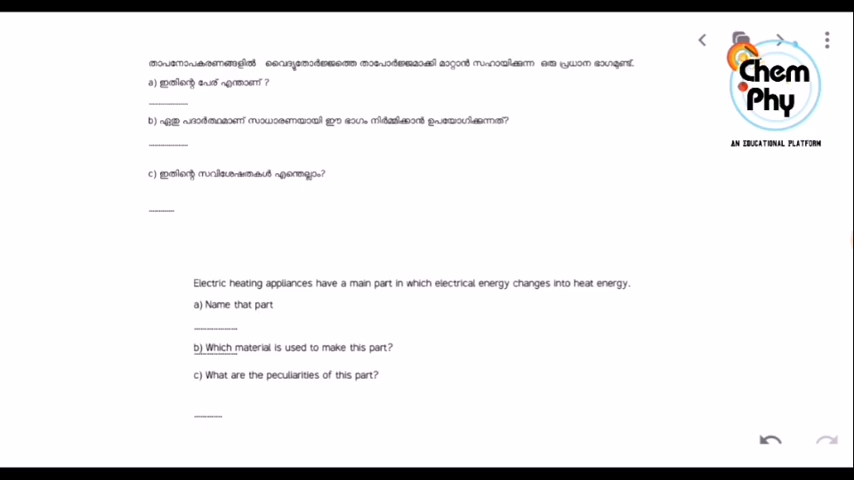 താപനോപകരണങ്ങളിൽ വൈദ്യുതോർജ്ജത്തെ താപോർജ്ജമാക്കി മാറ്റാൻ സഹായിക്കുന്ന ഒരു പ്രധാന ഭാഗമുണ്ട്.
a) ഇതിന്റെ പേര് എന്താണ് ?
b) ഏതു പദാർത്ഥമാണ് സാധാരണയായി ഈ ഭാഗം നിർമ്മിക്കാൻ ഉപയോഗിക്കുന്നത്?
c) ഇതിന്റെ സവിശേഷതകൾ എന്തെല്ലാം?
Chem
Phy
AN EDUCATIONAL PLATFORM
Electric heating appliances have a main part in which electrical energy changes into heat energy.
a) Name that part
b) Which material is used to make this part?
c) What are the peculiarities of this part?